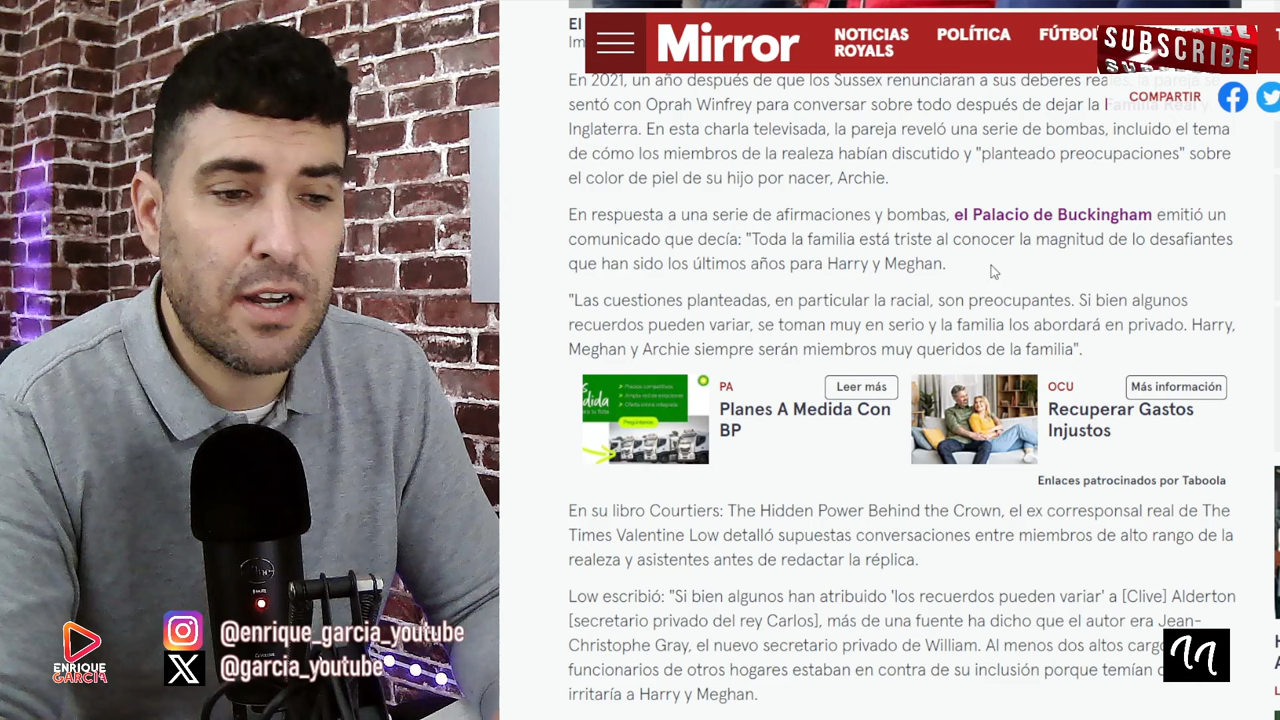 El
Im
Mirror
NOTICIAS
ROYALS
POLÍTICA
FÚTBOL
SUBSCRIBE
COMPARTIR
En 2021, un año después de que los Sussex renunciaran a sus deberes reales, la pareja se
sentó con Oprah Winfrey para conversar sobre todo después de dejar la Familia Real y
Inglaterra. En esta charla televisada, la pareja reveló una serie de bombas, incluido el tema
de cómo los miembros de la realeza habían discutido y "planteado preocupaciones" sobre
el color de piel de su hijo por nacer, Archie.
En respuesta a una serie de afirmaciones y bombas, el Palacio de Buckingham emitió un
comunicado que decía: "Toda la familia está triste al conocer la magnitud de lo desafiantes
que han sido los últimos años para Harry y Meghan.
"Las cuestiones planteadas, en particular la racial, son preocupantes. Si bien algunos
recuerdos pueden variar, se toman muy en serio y la familia los abordará en privado. Harry,
Meghan y Archie siempre serán miembros muy queridos de la familia".
PA
Leer más
Planes A Medida Con
BP
OCU
Más información
Recuperar Gastos
Injustos
Enlaces patrocinados por Taboola
En su libro Courtiers: The Hidden Power Behind the Crown, el ex corresponsal real de The
Times Valentine Low detalló supuestas conversaciones entre miembros de alto rango de la
realeza y asistentes antes de redactar la réplica.
Low escribió: "Si bien algunos han atribuido 'los recuerdos pueden variar' a [Clive] Alderton
[secretario privado del rey Carlos], más de una fuente ha dicho que el autor era Jean-
Christophe Gray, el nuevo secretario privado de William. Al menos dos altos
funcionarios de otros hogares estaban en contra de su inclusión porque temían
irritaría a Harry y Meghan.
@enrique_garcia_youtube
@garcia_youtube
ENRIQUE
GARCIA